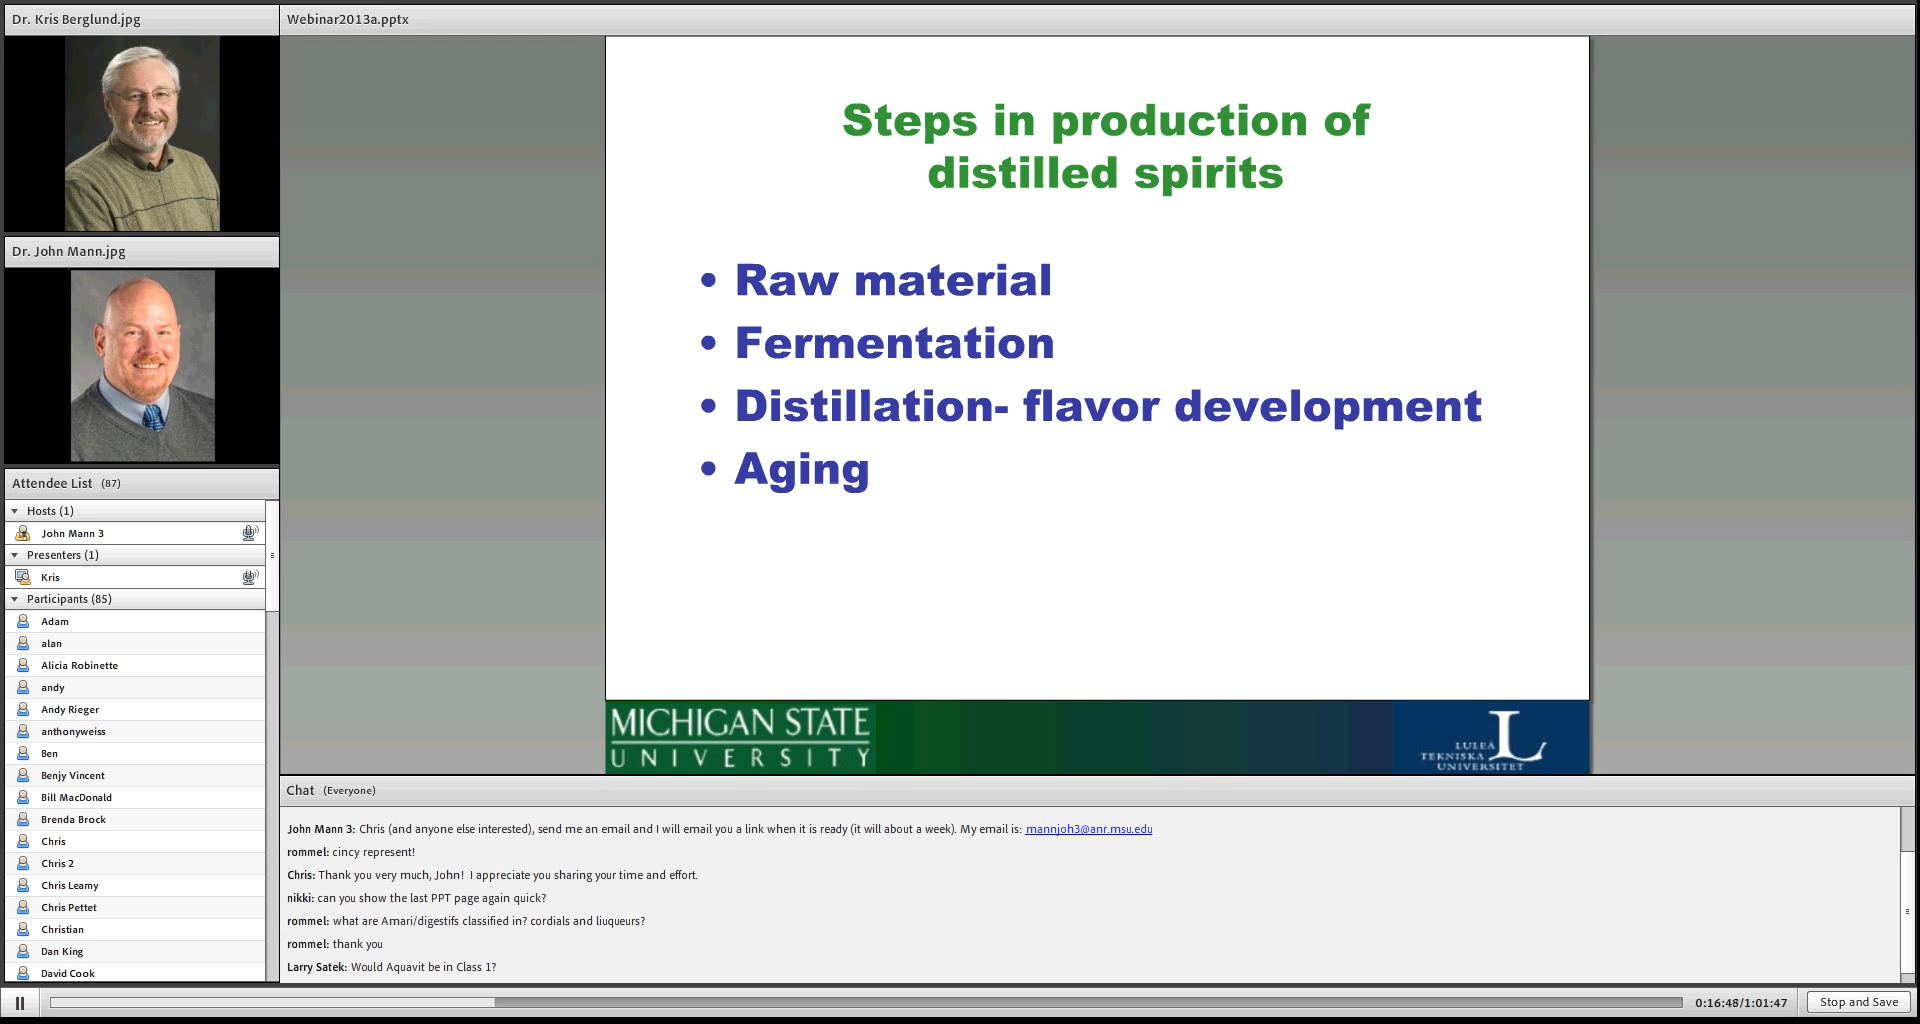 Dr. Kris Berglund.jpg
Dr. John Mann.jpg
Attendee List (87)
Hosts (1)
John Mann 3
Presenters (1)
Kris
Participants (85)
Adam
alan
Alicia Robinette
andy
Andy Rieger
anthonyweiss
Ben
Benjy Vincent
Bill MacDonald
Brenda Brock
Chris
Chris 2
Chris Leamy
Chris Pettet
Christian
Dan King
David Cook
Webinar2013a.pptx
Steps in production of
distilled spirits
• Raw material
• Fermentation
• Distillation- flavor development
• Aging
MICHIGAN STATE
UNIVERSITY
L
LULEÅ
TEKNISKA
UNIVERSITET
Chat (Everyone)
John Mann 3: Chris (and anyone else interested), send me an email and I will email you a link when it is ready (it will about a week). My email is: mannjoh3@anr.msu.edu
rommel: cincy represent!
Chris: Thank you very much, John! I appreciate you sharing your time and effort.
nikki: can you show the last PPT page again quick?
rommel: what are Amari/digestifs classified in? cordials and liuqueurs?
rommel: thank you
Larry Satek: Would Aquavit be in Class 1?
0:16:48/1:01:47
Stop and Save